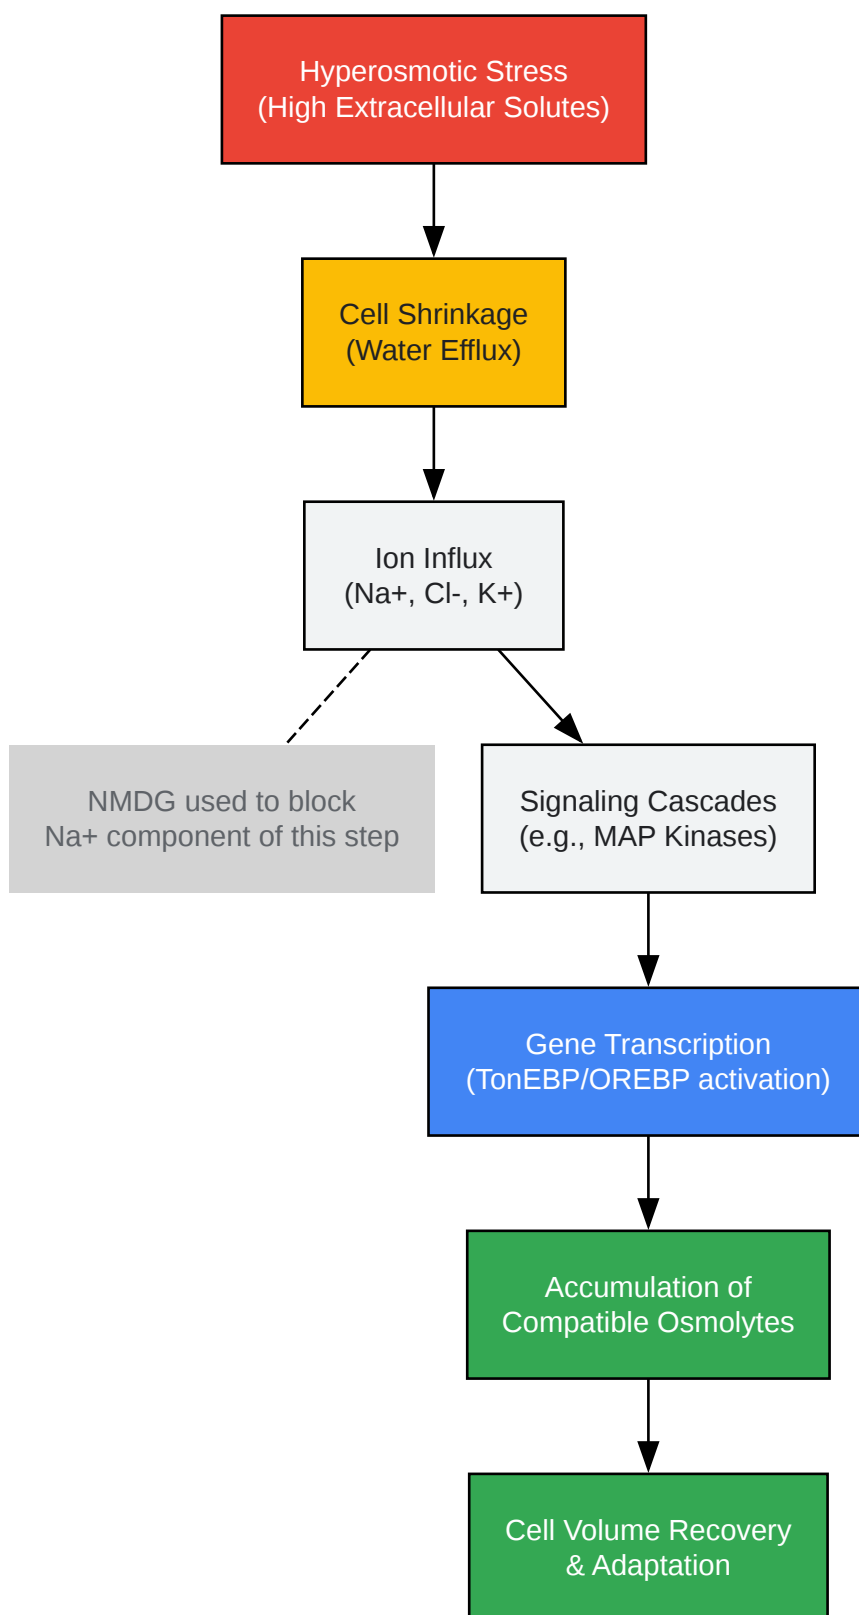 Hyperosmotic Stress
(High Extracellular Solutes)
Cell Shrinkage
(Water Efflux)
Ion Influx
(Na+, Cl-, K+)
NMDG used to block
Na+ component of this step
Signaling Cascades
(e.g., MAP Kinases)
Gene Transcription
(TonEBP/OREBP activation)
Accumulation of
Compatible Osmolytes
Cell Volume Recovery
& Adaptation